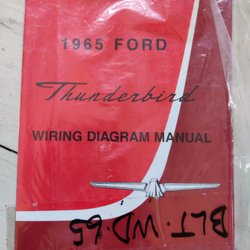 1965 FORD
Thunderbird
WIRING DIAGRAM MANUAL
BLT·WD·65